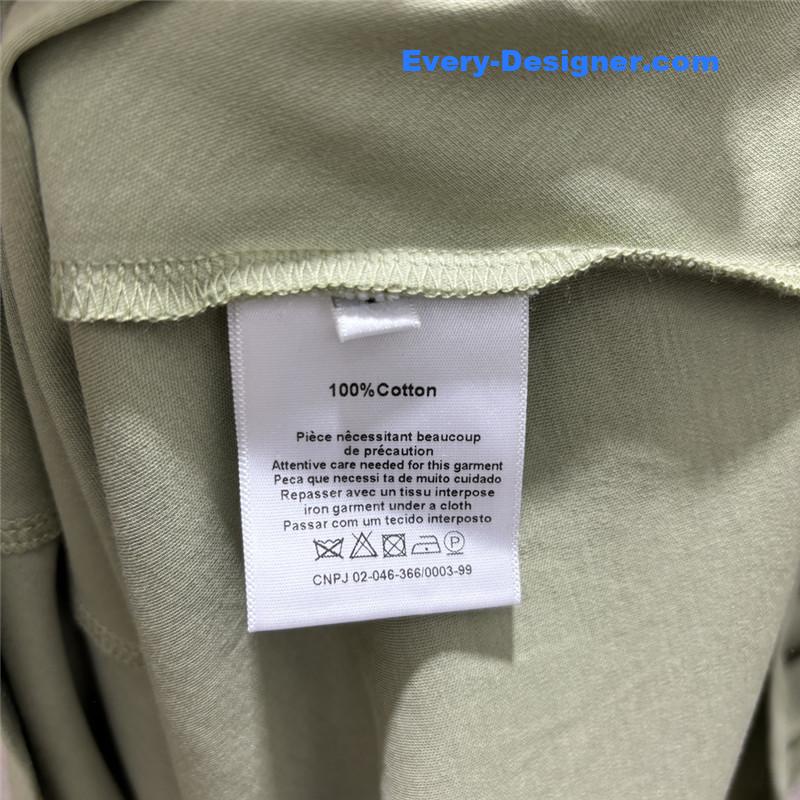 Every-Designer.com
100%Cotton
Pièce nêcessitant beaucoup
de précaution
Attentive care needed for this garment
Peca que necessi ta de muito cuidado
Repasser avec un tissu interpose
iron garment under a cloth
Passar com um tecido interposto
P
CNPJ 02-046-366/0003-99